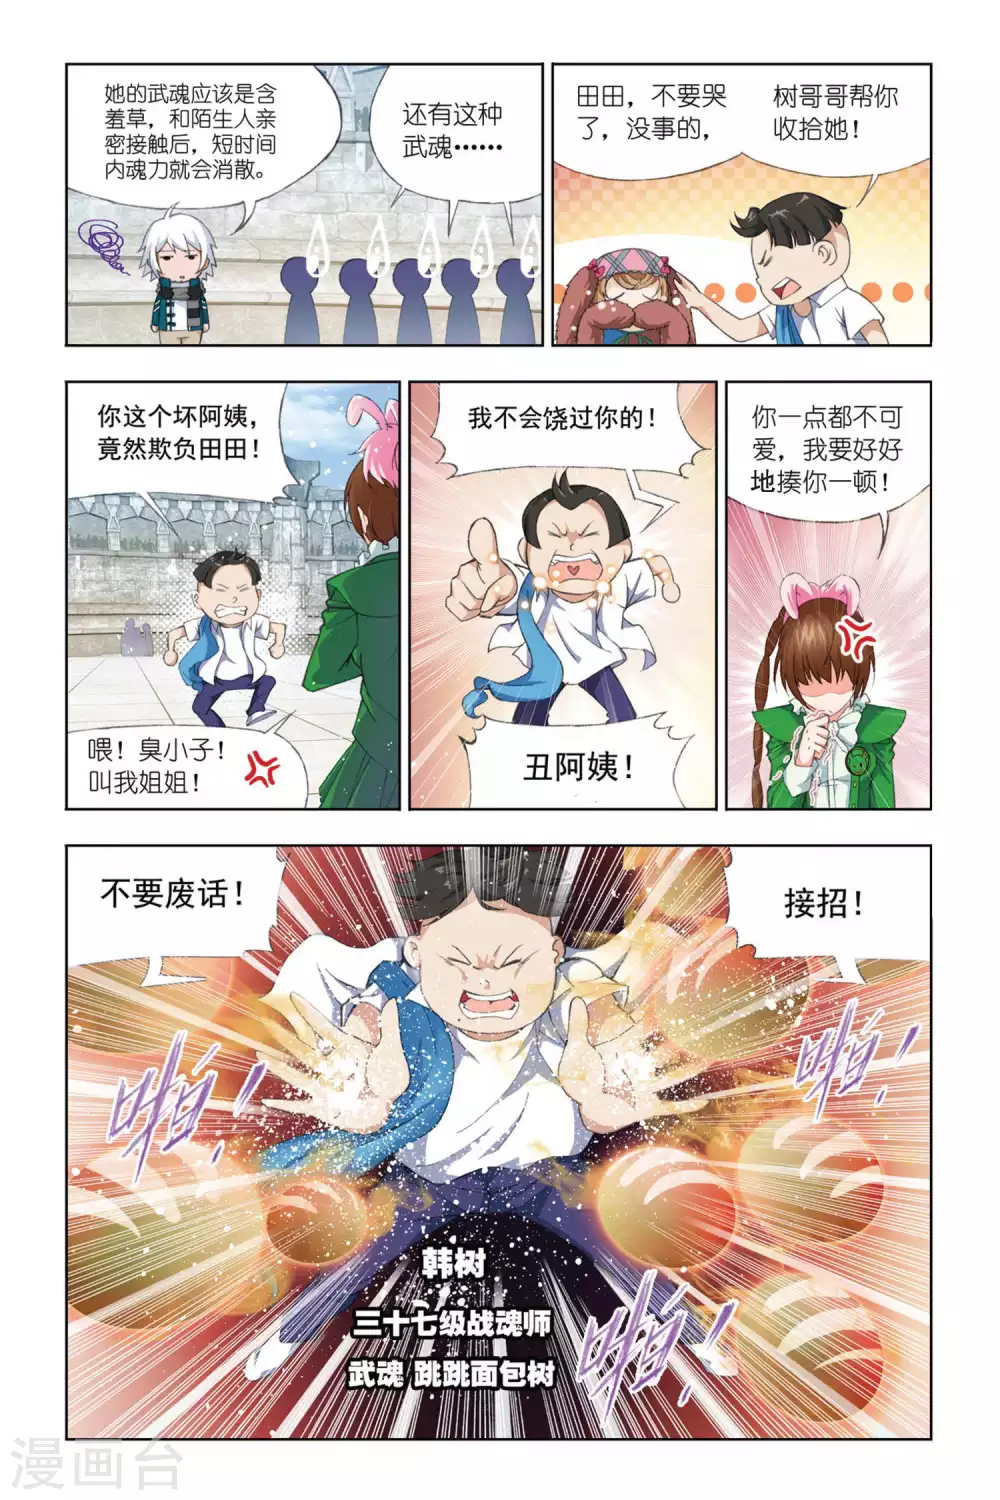 她的武魂应该是含
羞草，和陌生人亲
密接触后，短时间
内魂力就会消散。
还有这种
武魂……
田田，不要哭
了，没事的，
树哥哥帮你
收拾她！
你这个坏阿姨，
竟然欺负田田！
喂！臭小子！
叫我姐姐！
我不会饶过你的！
丑阿姨！
你一点都不可
爱，我要好好
地揍你一顿！
不要废话！
接招！
啪！
啪！
啪！
韩树
三十七级战魂师
武魂 跳跳面包树
漫画台